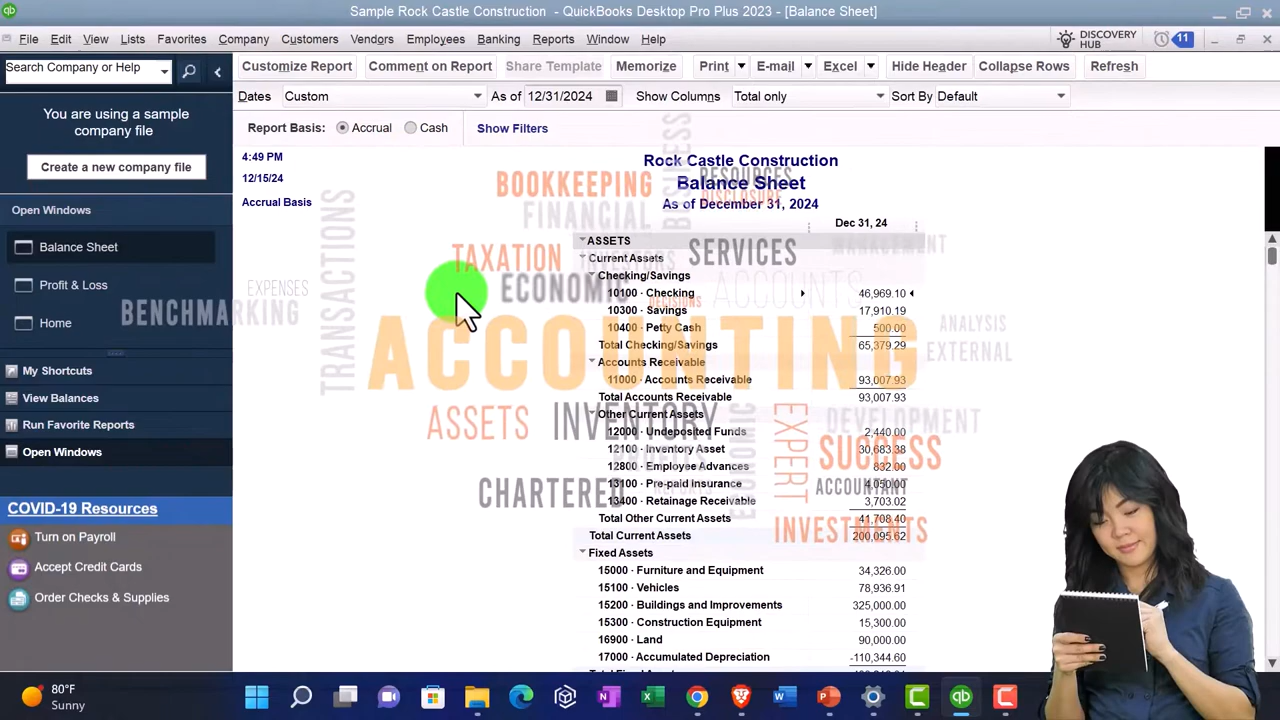 Sample Rock Castle Construction - QuickBooks Desktop Pro Plus 2023 - [Balance Sheet]
File Edit View Lists Favorites Company Customers Vendors Employees Banking Reports Window Help
DISCOVERY HUB 11
Search Company or Help
Customize Report Comment on Report Share Template Memorize Print E-mail Excel Hide Header Collapse Rows Refresh
Dates Custom As of 12/31/2024 Show Columns Total only Sort By Default
Report Basis: Accrual Cash Show Filters
You are using a sample
company file
Create a new company file
Open Windows
Balance Sheet
Profit & Loss
Home
My Shortcuts
View Balances
Run Favorite Reports
Open Windows
COVID-19 Resources
Turn on Payroll
Accept Credit Cards
Order Checks & Supplies
4:49 PM
12/15/24
Accrual Basis
Rock Castle Construction
Balance Sheet
As of December 31, 2024
Dec 31, 24
ASSETS
Current Assets
Checking/Savings
10100 · Checking 46,969.10
10300 · Savings 17,910.19
10400 · Petty Cash 500.00
Total Checking/Savings 65,379.29
Accounts Receivable
11000 · Accounts Receivable 93,007.93
Total Accounts Receivable 93,007.93
Other Current Assets
12000 · Undeposited Funds 2,440.00
12100 · Inventory Asset 30,683.38
12800 · Employee Advances 832.00
13100 · Pre-paid Insurance 4,050.00
13400 · Retainage Receivable 3,703.02
Total Other Current Assets 41,708.40
Total Current Assets 200,095.62
Fixed Assets
15000 · Furniture and Equipment 34,326.00
15100 · Vehicles 78,936.91
15200 · Buildings and Improvements 325,000.00
15300 · Construction Equipment 15,300.00
16900 · Land 90,000.00
17000 · Accumulated Depreciation -110,344.60
BUSINESS
RESOURCES
BOOKKEEPING
DISCLOSURE
FINANCIAL
TRANSACTIONS
TAXATION
INVESTORS
SERVICES
MANAGEMENT
EXPENSES
ECONOMIC
DECISIONS
ACCOUNTS
BENCHMARKING
ACCOUNTING
ANALYSIS
EXTERNAL
ASSETS
INVENTORY
ECONOMIC
EXPERT
DEVELOPMENT
SUCCESS
PROFITS
CHARTERED
REPORTS
ACCOUNTANT
INVESTMENTS
80°F
Sunny